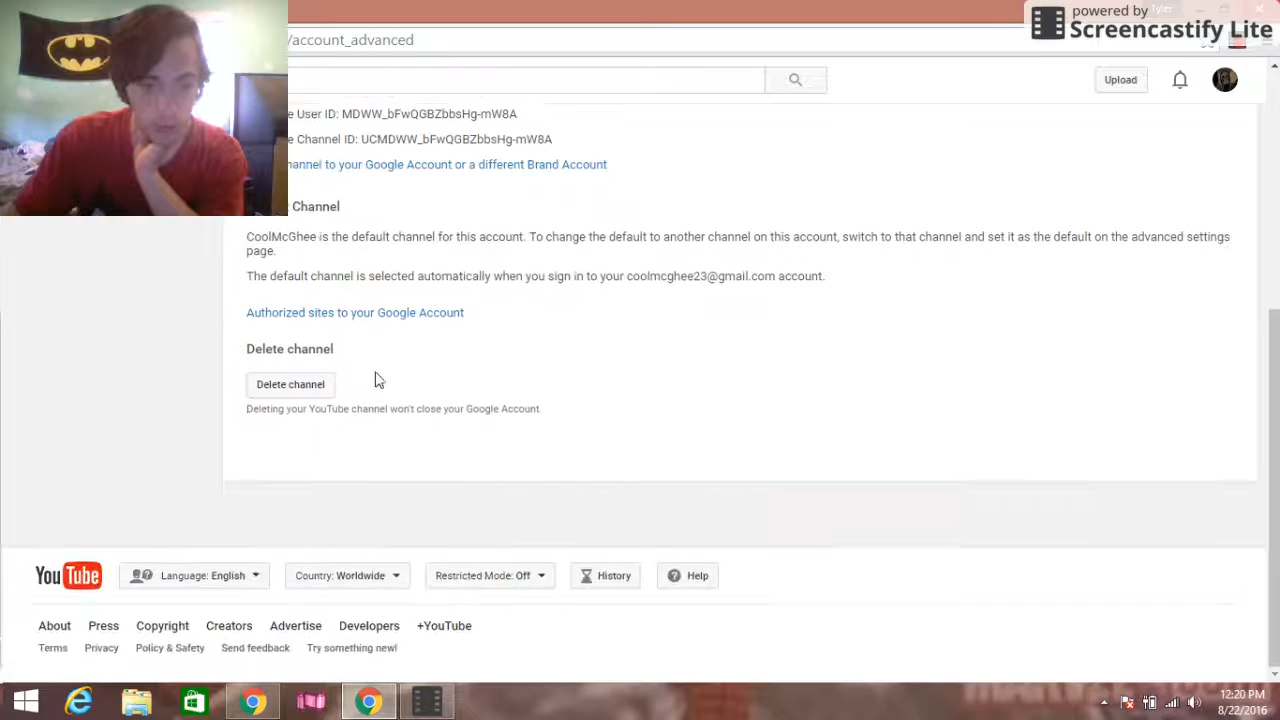 powered by
Screencastify Lite
/account_advanced
Upload
e User ID: MDWW_bFwQGBZbbsHg-mW8A
e Channel ID: UCMDWW_bFwQGBZbbsHg-mW8A
hannel to your Google Account or a different Brand Account
Channel
CoolMcGhee is the default channel for this account. To change the default to another channel on this account, switch to that channel and set it as the default on the advanced settings
page.
The default channel is selected automatically when you sign in to your coolmcghee23@gmail.com account.
Authorized sites to your Google Account
Delete channel
Delete channel
Deleting your YouTube channel won't close your Google Account.
YouTube Language: English Country: Worldwide Restricted Mode: Off History Help
About Press Copyright Creators Advertise Developers +YouTube
Terms Privacy Policy & Safety Send feedback Try something new!
12:20 PM
8/22/2016